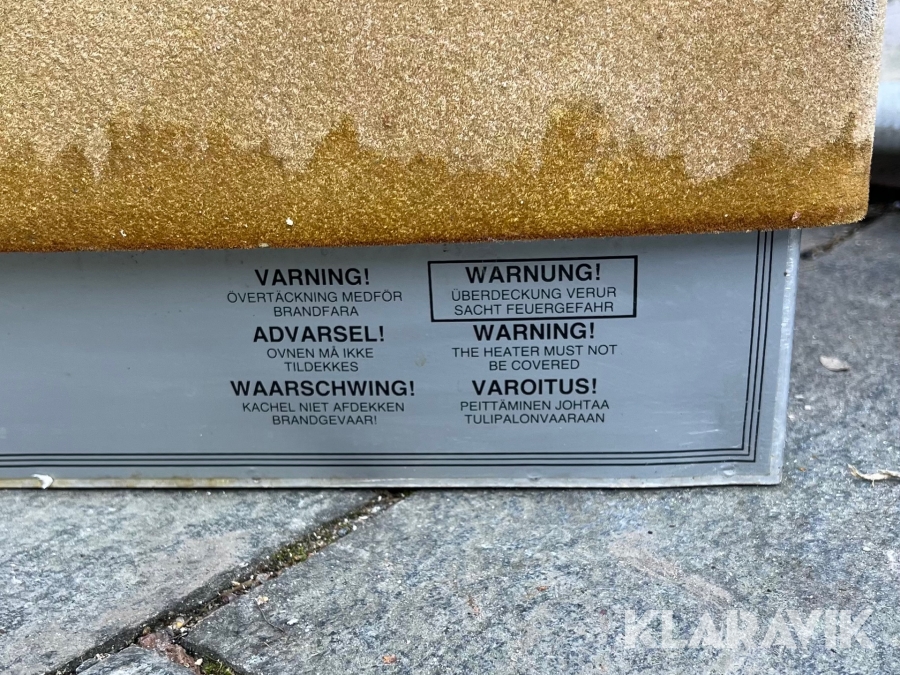 VARNING!
ÖVERTÄCKNING MEDFÖR
BRANDFARA
WARNUNG!
ÜBERDECKUNG VERUR
SACHT FEUERGEFAHR
ADVARSEL!
OVNEN MÅ IKKE
TILDEKKES
WARNING!
THE HEATER MUST NOT
BE COVERED
WAARSCHWING!
KACHEL NIET AFDEKKEN
BRANDGEVAAR!
VAROITUS!
PEITTÄMINEN JOHTAA
TULIPALONVAARAAN
KLARAVIK